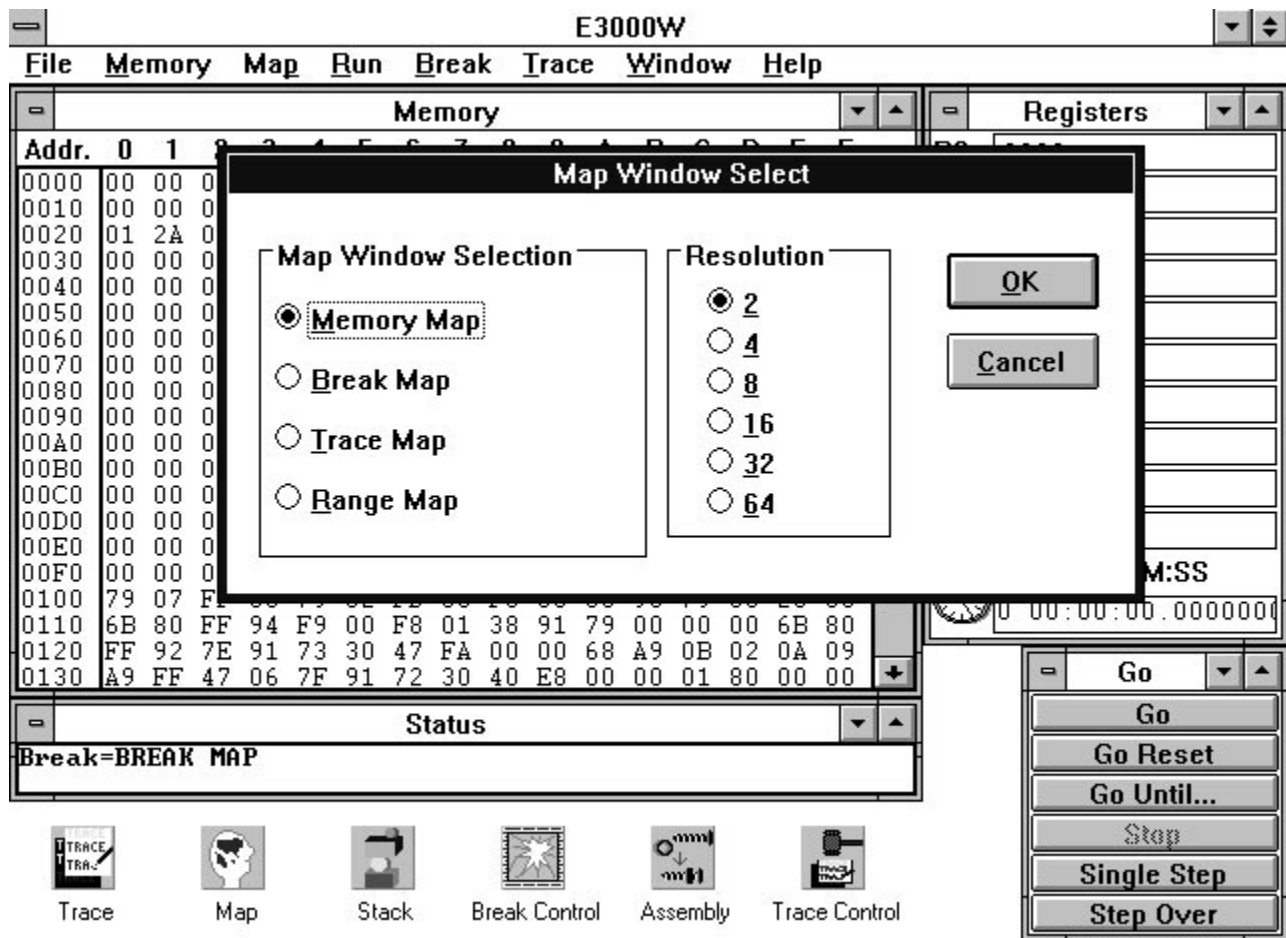 E3000W
File Memory Map Run Break Trace Window Help
Memory
Registers
Addr. 0 1
0000 00 00
0010 00 00
0020 01 2A
0030 00 00
0040 00 00
0050 00 00
0060 00 00
0070 00 00
0080 00 00
0090 00 00
00A0 00 00
00B0 00 00
00C0 00 00
00D0 00 00
00E0 00 00
00F0 00 00
0100 79 07
0110 6B 80 FF 94 F9 00 F8 01 38 91 79 00 00 00 6B 80
0120 FF 92 7E 91 73 30 47 FA 00 00 68 A9 0B 02 0A 09
0130 A9 FF 47 06 7F 91 72 30 40 E8 00 00 01 80 00 00
Map Window Select
Map Window Selection
Memory Map
Break Map
Trace Map
Range Map
Resolution
2
4
8
16
32
64
OK
Cancel
M:SS
00:00:00.000000
Status
Break=BREAK MAP
Go
Go
Go Reset
Go Until...
Stop
Single Step
Step Over
TRACE
TRACE
Trace
Map
Stack
Break Control
Assembly
Trace Control